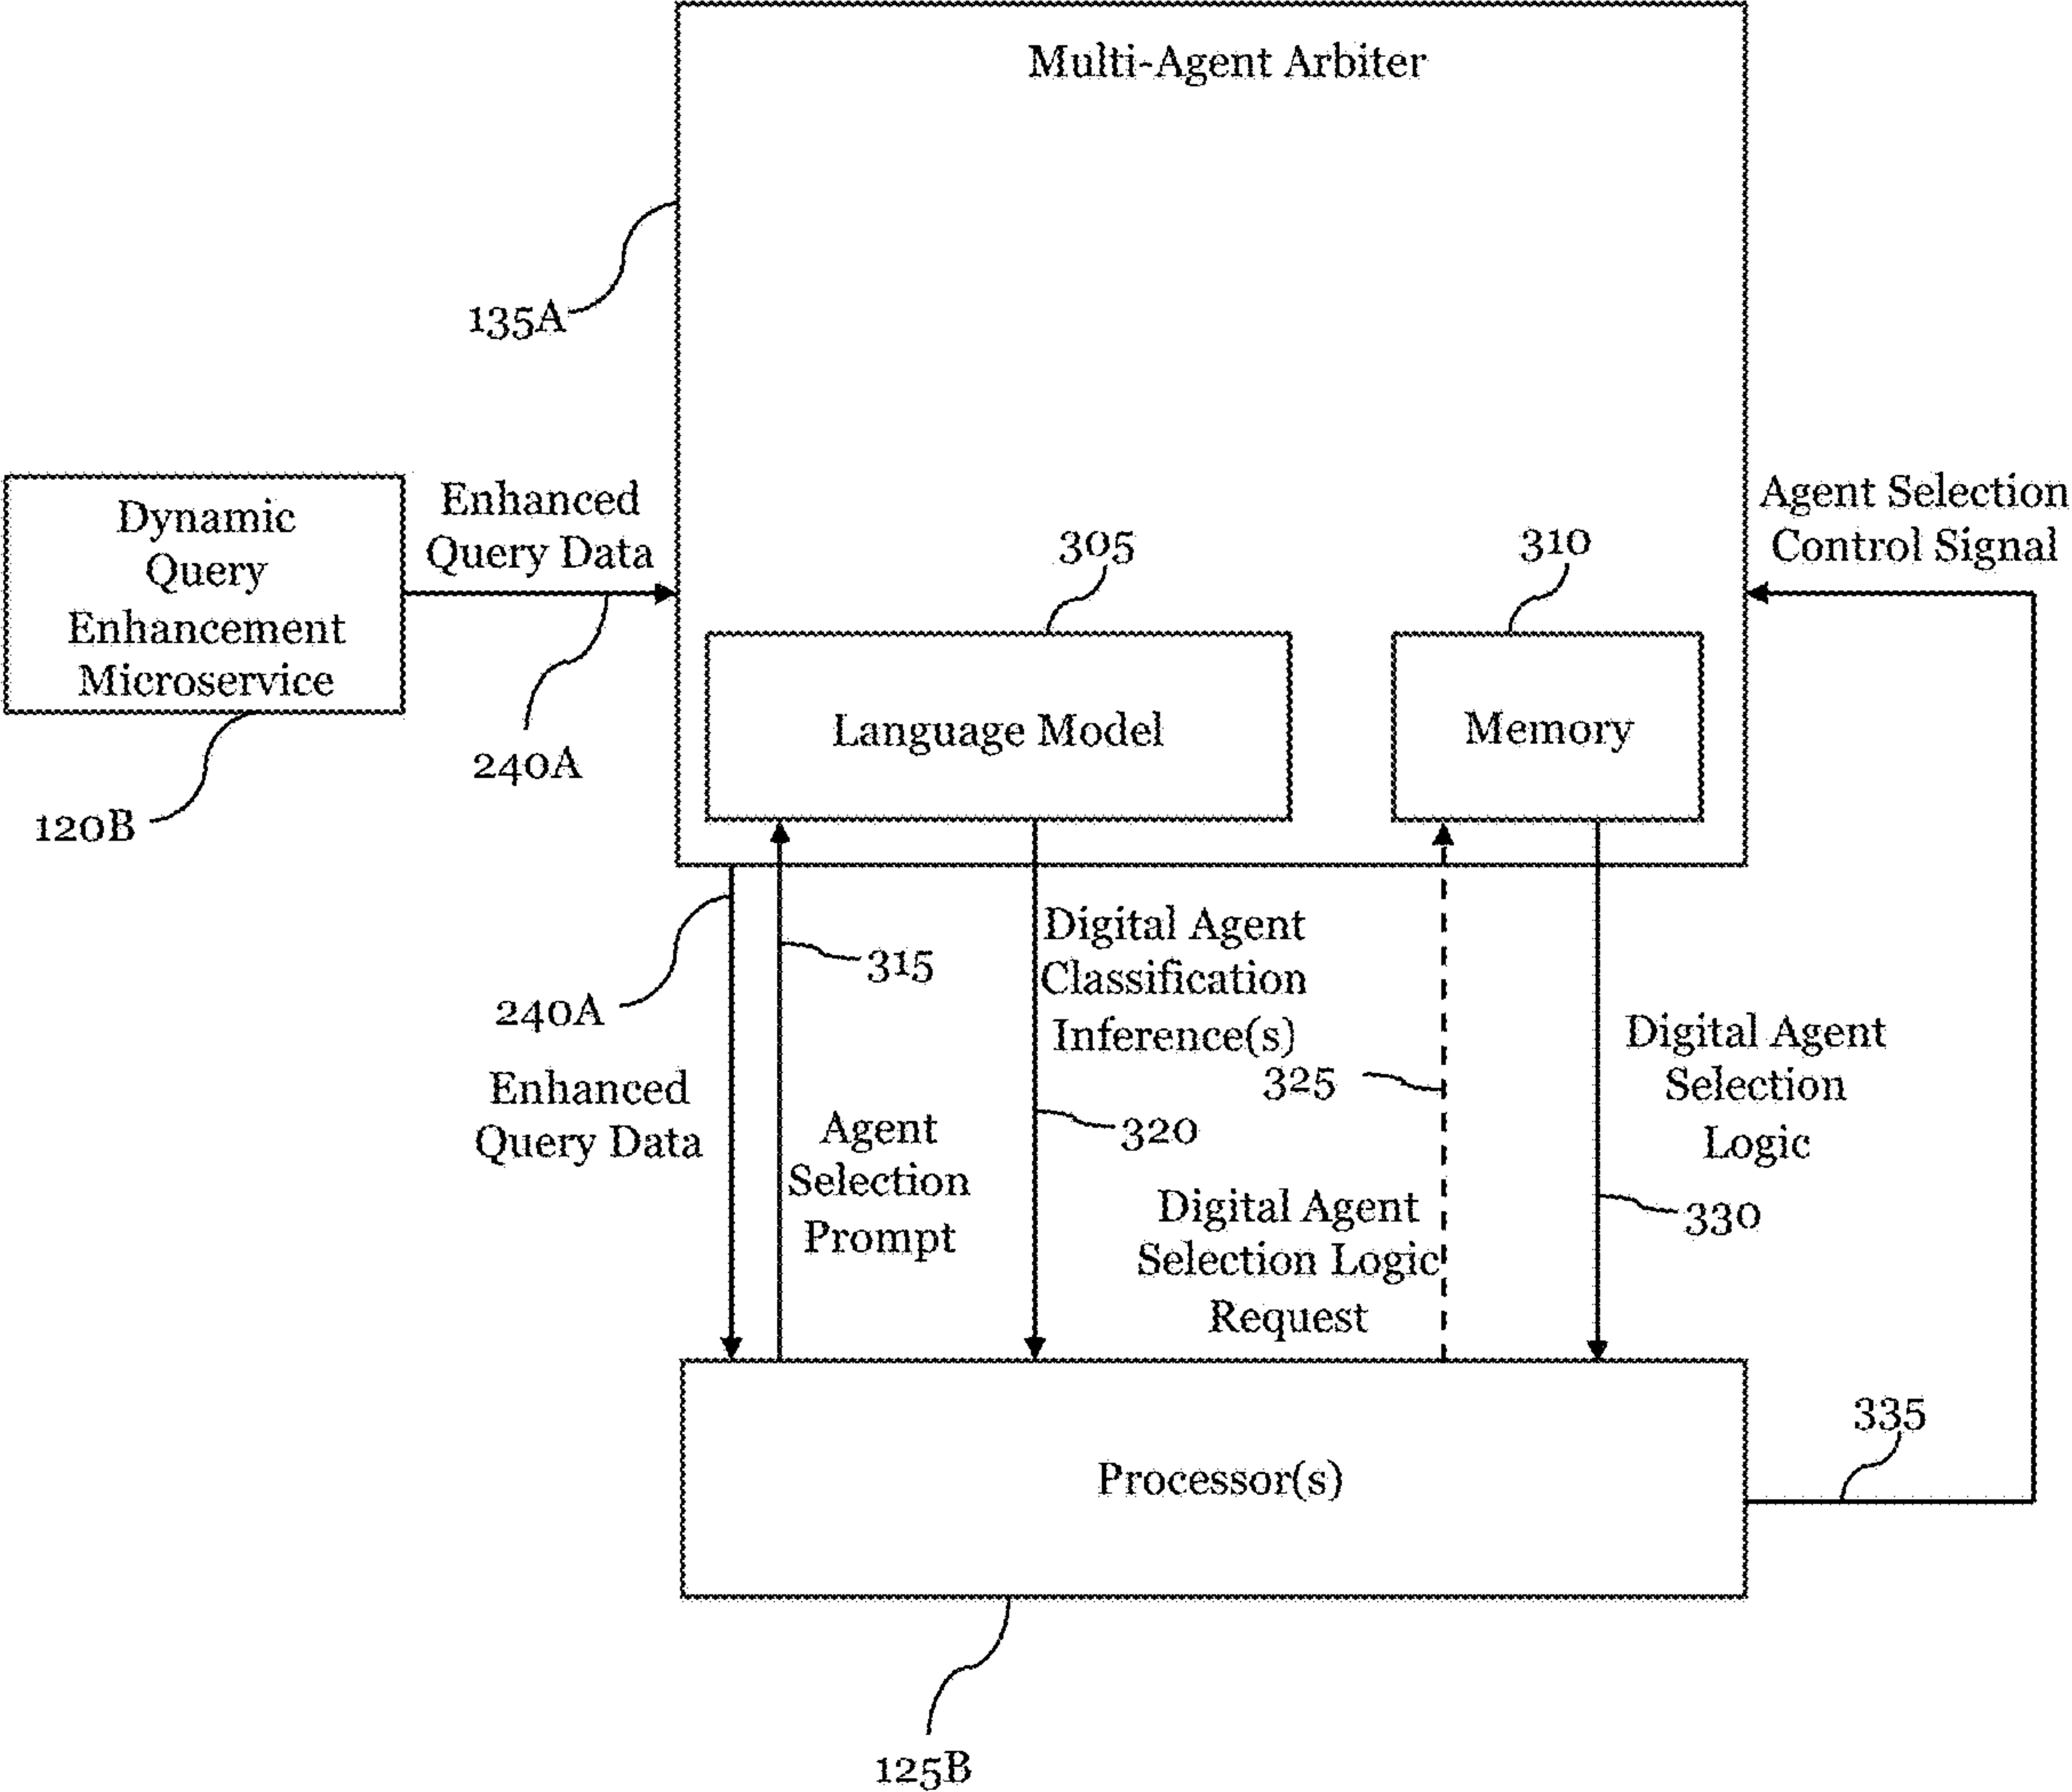 Multi-Agent Arbiter
135A
Dynamic
Query
Enhancement
Microservice
120B
Enhanced
Query Data
240A
305
Language Model
310
Memory
Agent Selection
Control Signal
240A
Enhanced
Query Data
315
Agent
Selection
Prompt
Digital Agent
Classification
Inference(s)
320
325
Digital Agent
Selection Logic
Request
Digital Agent
Selection
Logic
330
335
Processor(s)
125B